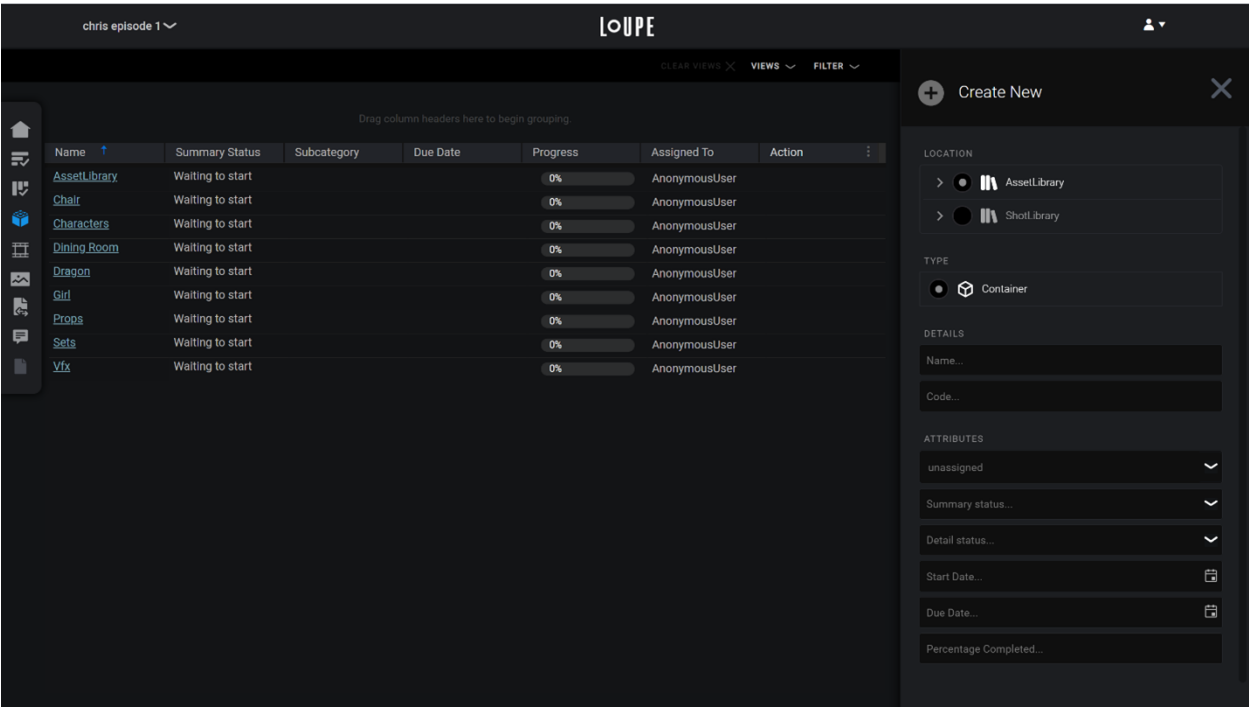 chris episode 1
LOUPE
CLEAR VIEWS VIEWS FILTER
Create New
Drag column headers here to begin grouping.
Name Summary Status Subcategory Due Date Progress Assigned To Action
AssetLibrary Waiting to start 0% AnonymousUser
Chair Waiting to start 0% AnonymousUser
Characters Waiting to start 0% AnonymousUser
Dining Room Waiting to start 0% AnonymousUser
Dragon Waiting to start 0% AnonymousUser
Girl Waiting to start 0% AnonymousUser
Props Waiting to start 0% AnonymousUser
Sets Waiting to start 0% AnonymousUser
Vfx Waiting to start 0% AnonymousUser
LOCATION
AssetLibrary
ShotLibrary
TYPE
Container
DETAILS
Name...
Code...
ATTRIBUTES
unassigned
Summary status...
Detail status...
Start Date...
Due Date...
Percentage Completed...